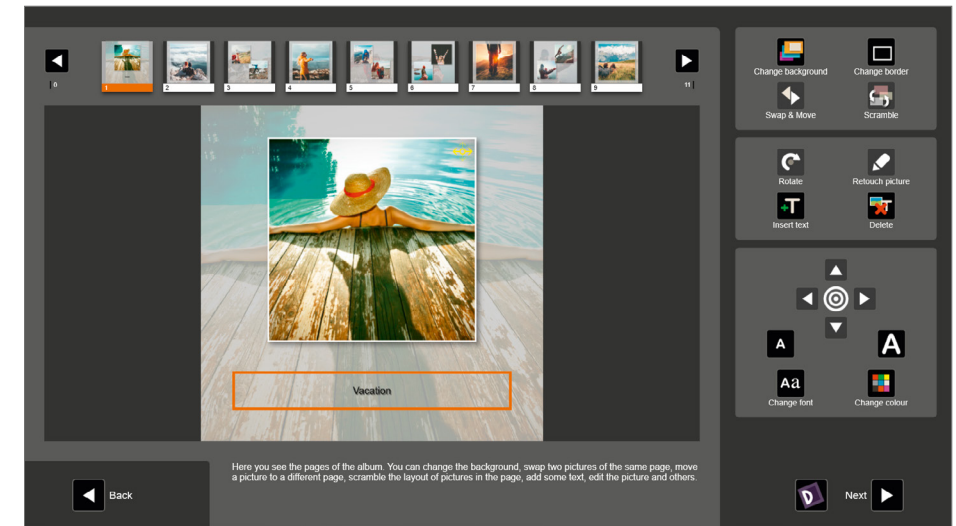 0
1
2
3
4
5
6
7
8
9
11
Vacation
Here you see the pages of the album. You can change the background, swap two pictures of the same page, move
a picture to a different page, scramble the layout of pictures in the page, add some text, edit the picture and others.
Back
Change background
Change border
Swap & Move
Scramble
Rotate
Retouch picture
+T
Insert text
T
Delete
A
A
Aa
Change font
Change colour
D
Next